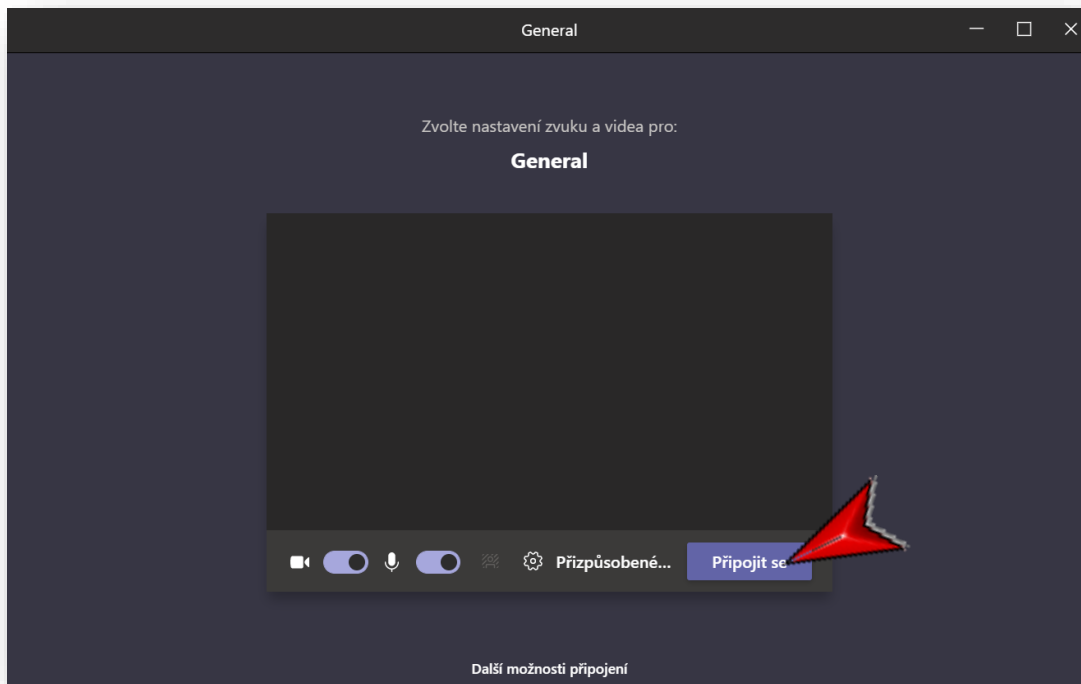 General
Zvolte nastavení zvuku a videa pro:
General
Přizpůsobené...
Připojit se
Další možnosti připojení